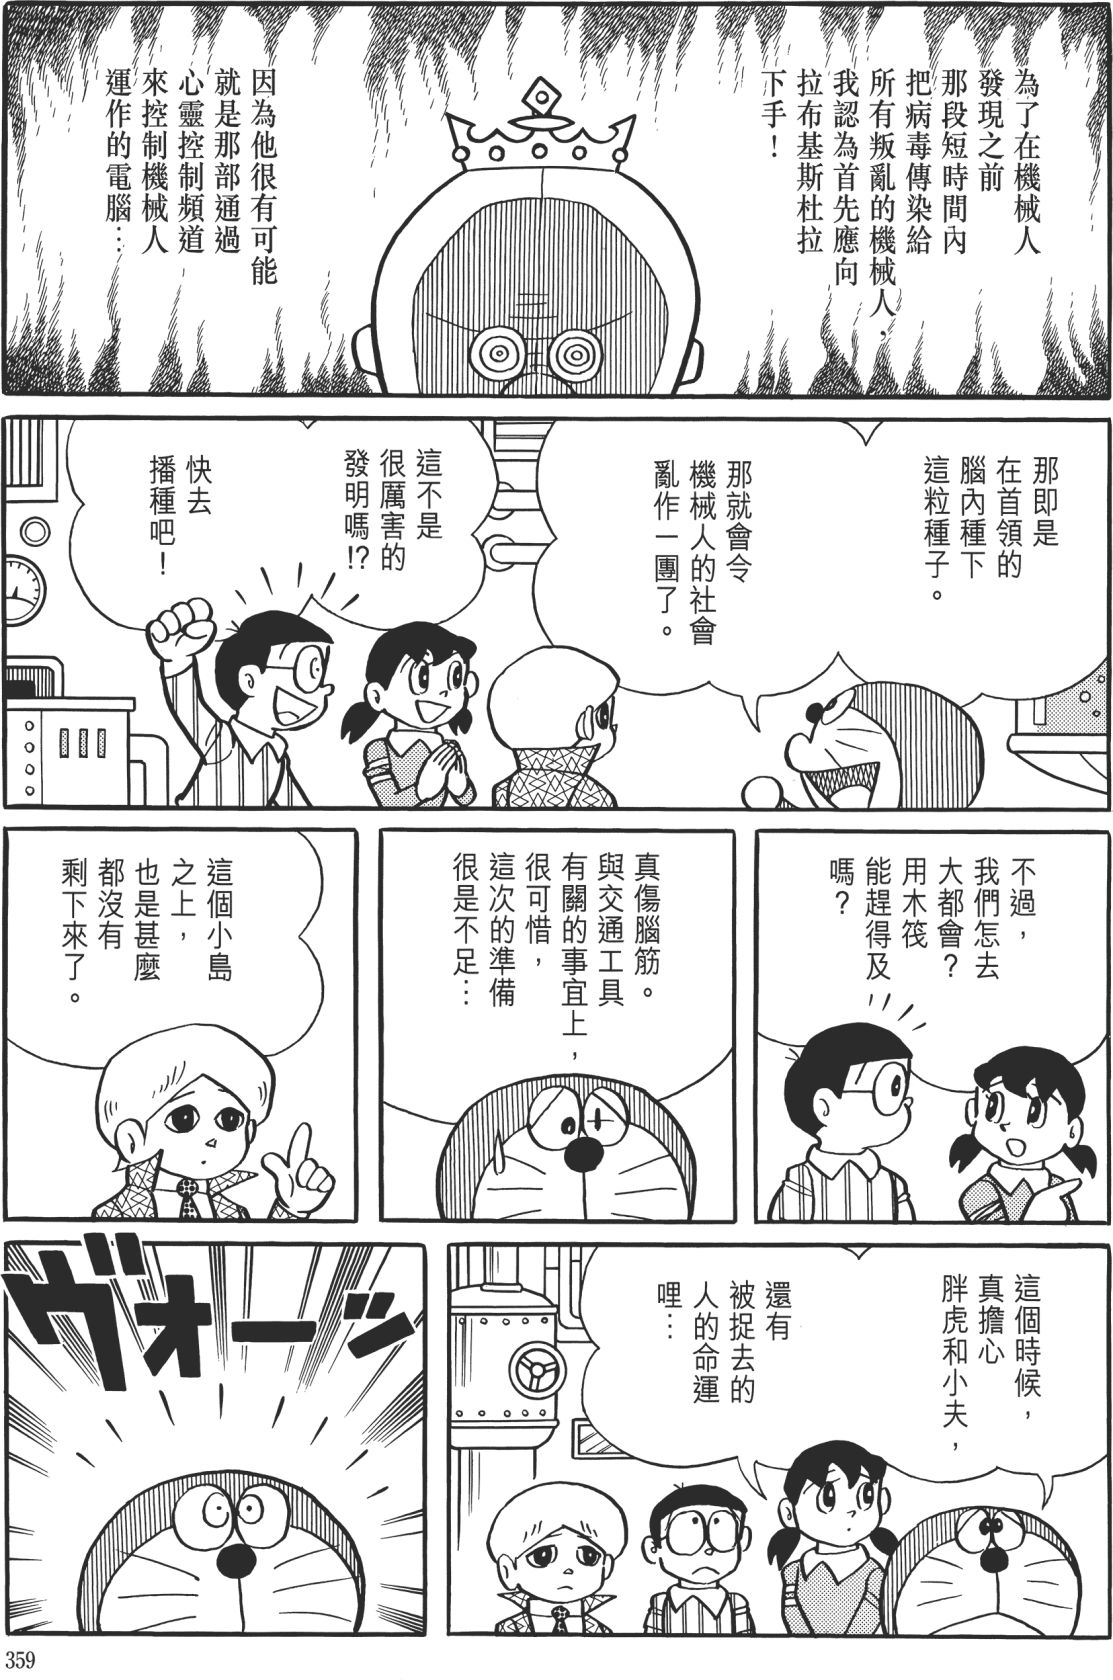 為了在機械人
發現之前
那段短時間內
把病毒傳染給
所有叛亂的機械人，
我認為首先應向
拉布基斯杜拉
下手！
因為他很有可能
就是那部通過
心靈控制頻道
來控制機械人
運作的電腦…
那即是
在首領的
腦內種下
這粒種子。
那就會令
機械人的社會
亂作一團了。
這不是
很厲害的
發明嗎!?
快去
播種吧！
不過，
我們怎去
大都會？
用木筏
能趕得及
嗎？
真傷腦筋。
與交通工具
有關的事宜上，
很可惜，
這次的準備
很是不足…
這個小島
之上，
也是甚麼
都沒有
剩下來了。
這個時候，
真擔心
胖虎和小夫，
還有
被捉去的
人的命運
哩…
ヴォーッ
359